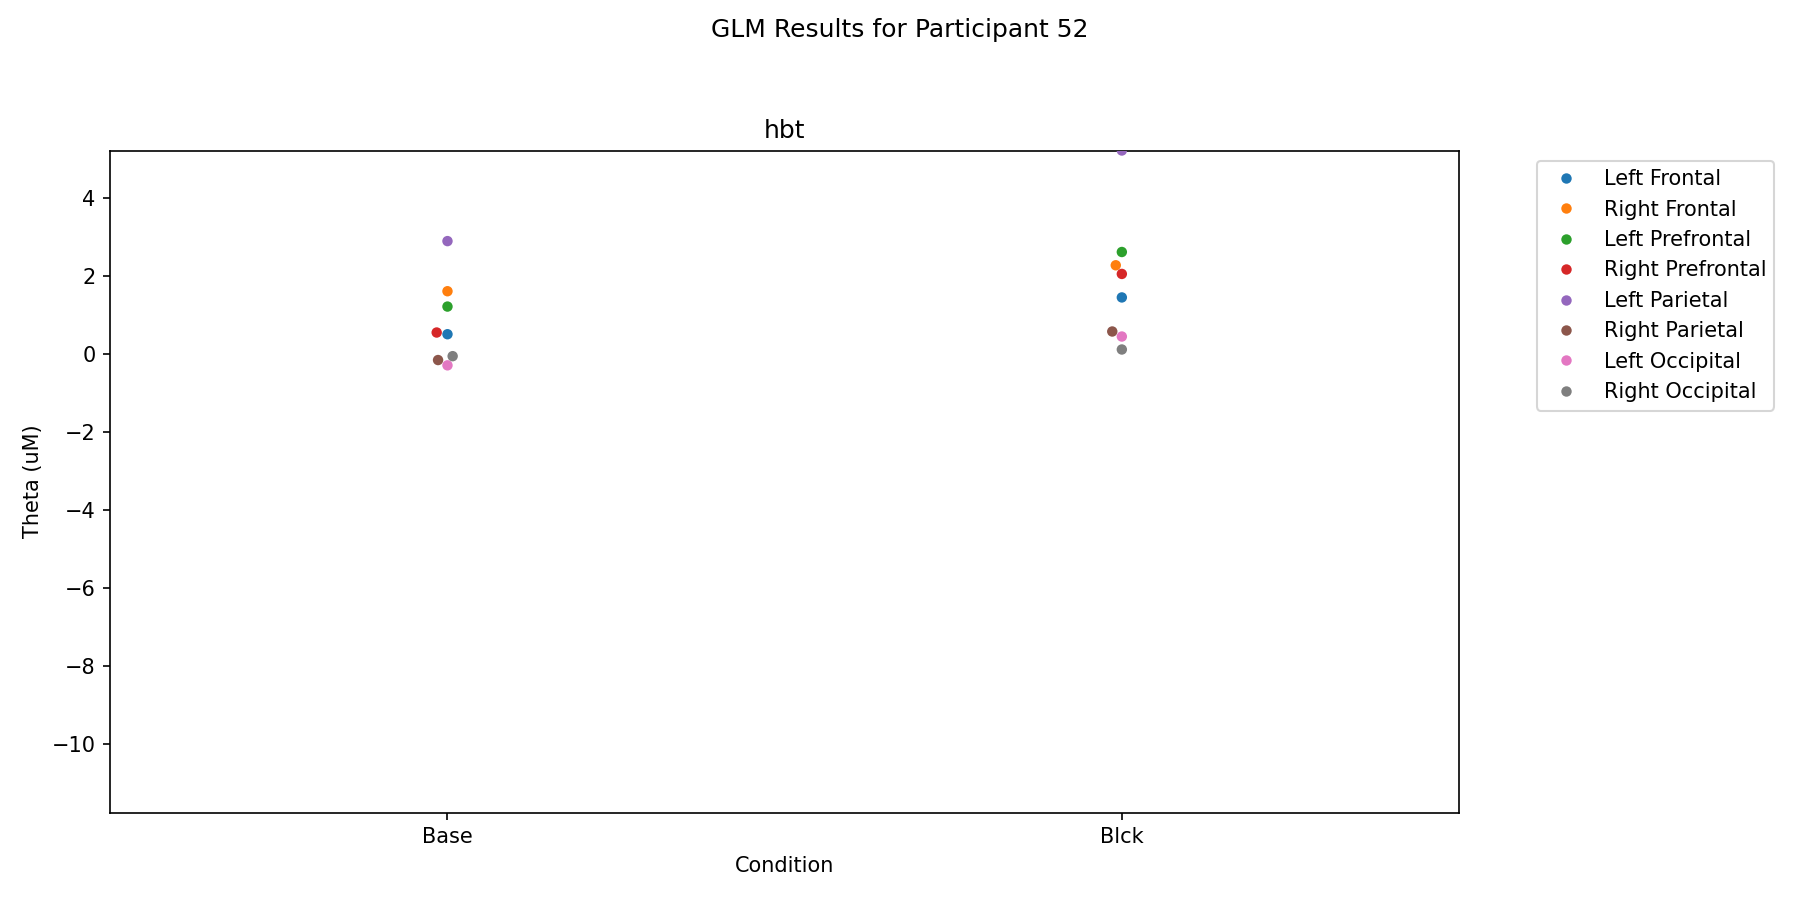 GLM Results for Participant 52
hbt
4
2
0
−2
−4
−6
−8
−10
Theta (uM)
Base
Blck
Condition
Left Frontal
Right Frontal
Left Prefrontal
Right Prefrontal
Left Parietal
Right Parietal
Left Occipital
Right Occipital